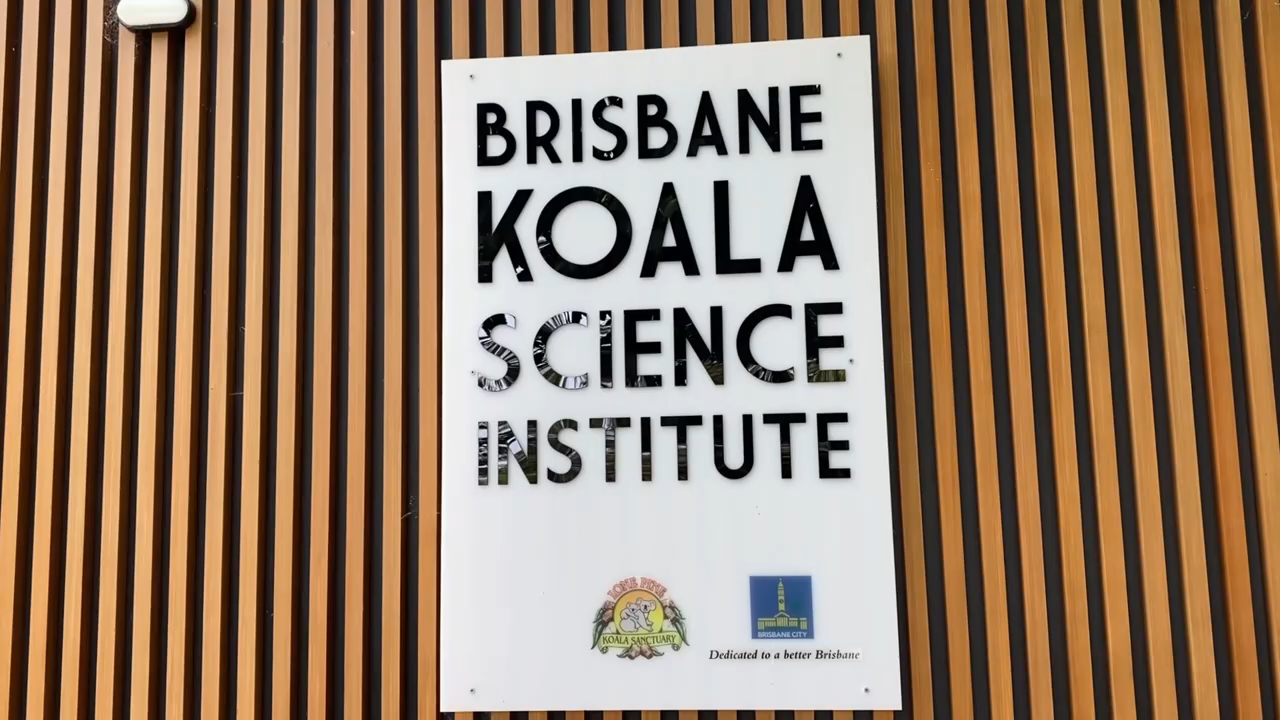 BRISBANE
KOALA
SCIENCE
INSTITUTE
LONE PINE
KOALA SANCTUARY
BRISBANE CITY
Dedicated to a better Brisbane